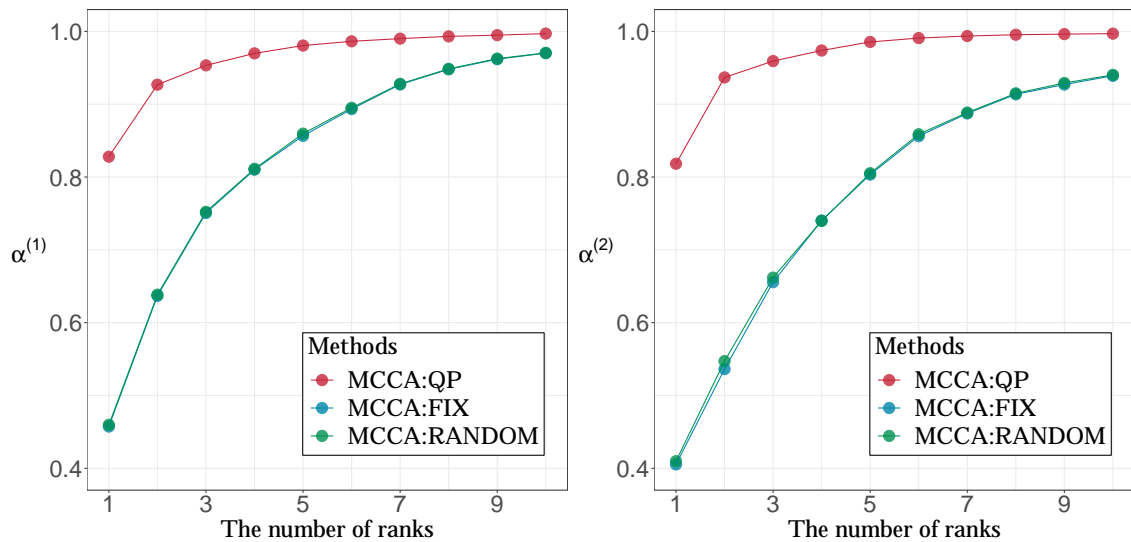 1.0
0.8
α(1)
0.6
0.4
Methods
MCCA:QP
MCCA:FIX
MCCA:RANDOM
1 3 5 7 9
The number of ranks
1.0
0.8
α(2)
0.6
0.4
Methods
MCCA:QP
MCCA:FIX
MCCA:RANDOM
1 3 5 7 9
The number of ranks